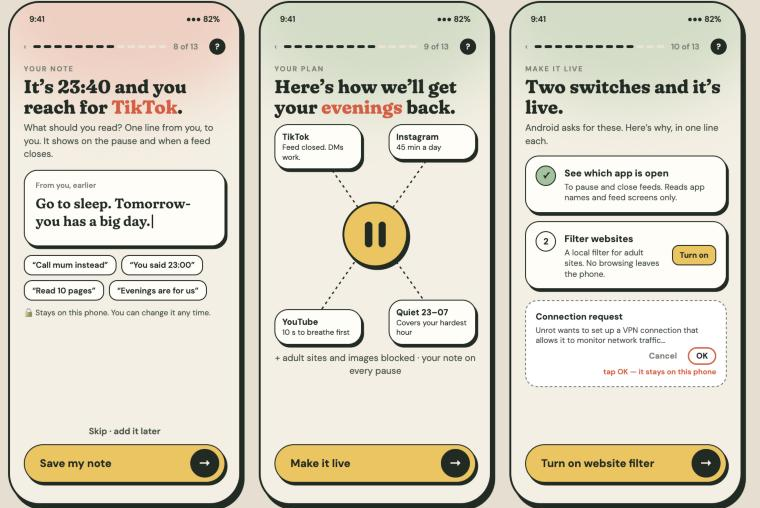 9:41
82%
8 of 13
?
YOUR NOTE
It's 23:40 and you
reach for TikTok.
What should you read? One line from you, to
you. It shows on the pause and when a feed
closes.
From you, earlier
Go to sleep. Tomorrow-
you has a big day.
“Call mum instead”
“You said 23:00”
“Read 10 pages”
“Evenings are for us”
Stays on this phone. You can change it any time.
Skip · add it later
Save my note →
9:41
82%
9 of 13
?
YOUR PLAN
Here's how we'll get
your evenings back.
TikTok
Feed closed. DMs
work.
Instagram
45 min a day
YouTube
10 s to breathe first
Quiet 23–07
Covers your hardest
hour
+ adult sites and images blocked · your note on
every pause
Make it live →
9:41
82%
10 of 13
?
MAKE IT LIVE
Two switches and it's
live.
Android asks for these. Here's why, in one line
each.
✓
See which app is open
To pause and close feeds. Reads app
names and feed screens only.
2
Filter websites
A local filter for adult
sites. No browsing leaves
the phone.
Turn on
Connection request
Unrot wants to set up a VPN connection that
allows it to monitor network traffic…
Cancel
OK
tap OK — it stays on this phone
Turn on website filter →